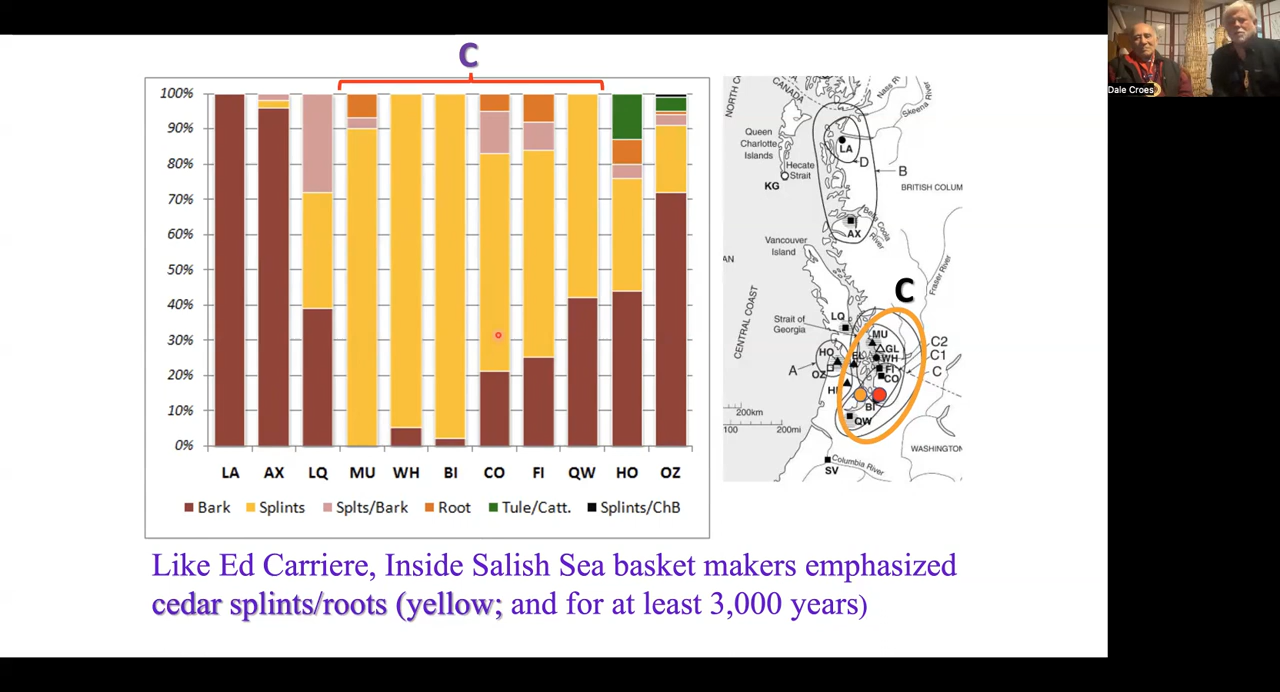 C
100%
90%
80%
70%
60%
50%
40%
30%
20%
10%
0%
LA AX LQ MU WH BI CO FI QW HO OZ
Bark Splints Splts/Bark Root Tule/Catt. Splints/ChB
NORTH C
CANADA
Nass R
Skeena River
Queen
Charlotte
Islands
Hecate
Strait
KG
LA
D
B
BRITISH COLUM
AX
Bella Coola
River
Vancouver
Island
AN
CENTRAL COAST
Fraser River
C
LQ
Strait of
Georgia
MU
GL
WH
FI
CO
C2
C1
C
HO
OZ
A
BI
QW
200km
100 200mi
WASHINGTON
Columbia River
SV
Like Ed Carriere, Inside Salish Sea basket makers emphasized
cedar splints/roots (yellow; and for at least 3,000 years)
Dale Croes